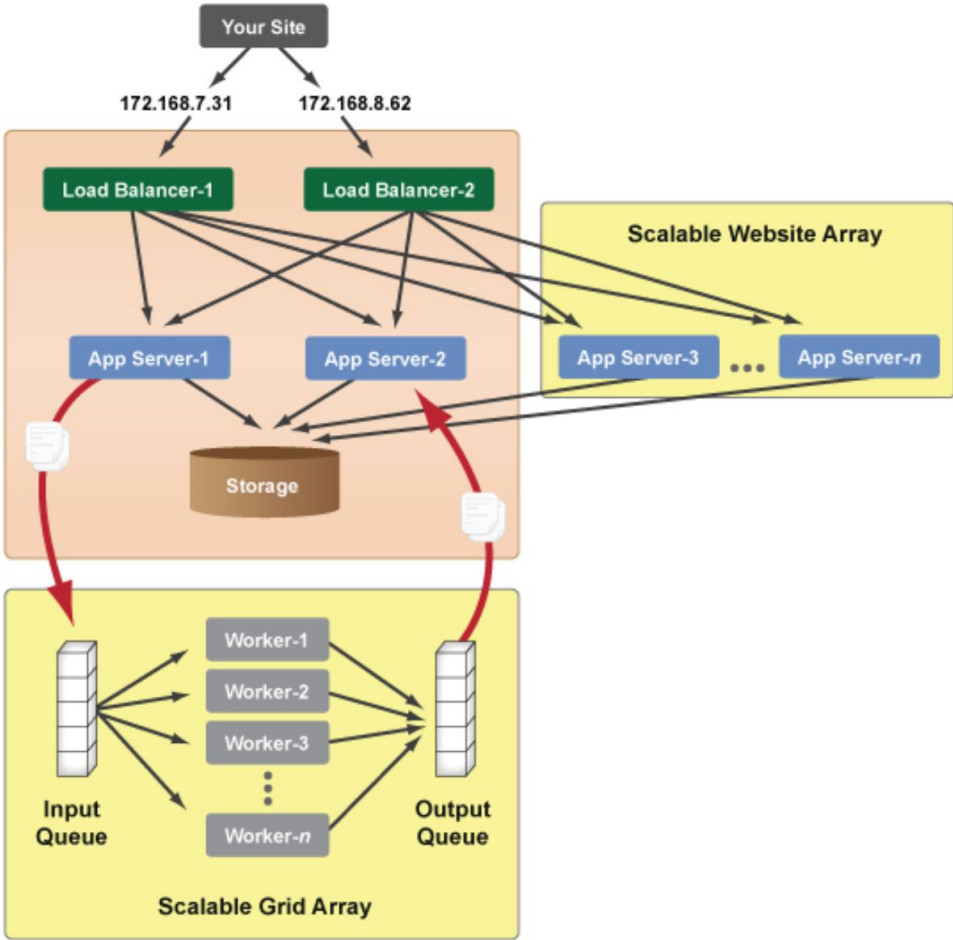 Your Site
172.168.7.31
172.168.8.62
Load Balancer-1
Load Balancer-2
Scalable Website Array
App Server-1
App Server-2
App Server-3
App Server-n
Storage
Worker-1
Worker-2
Worker-3
Worker-n
Input
Queue
Output
Queue
Scalable Grid Array